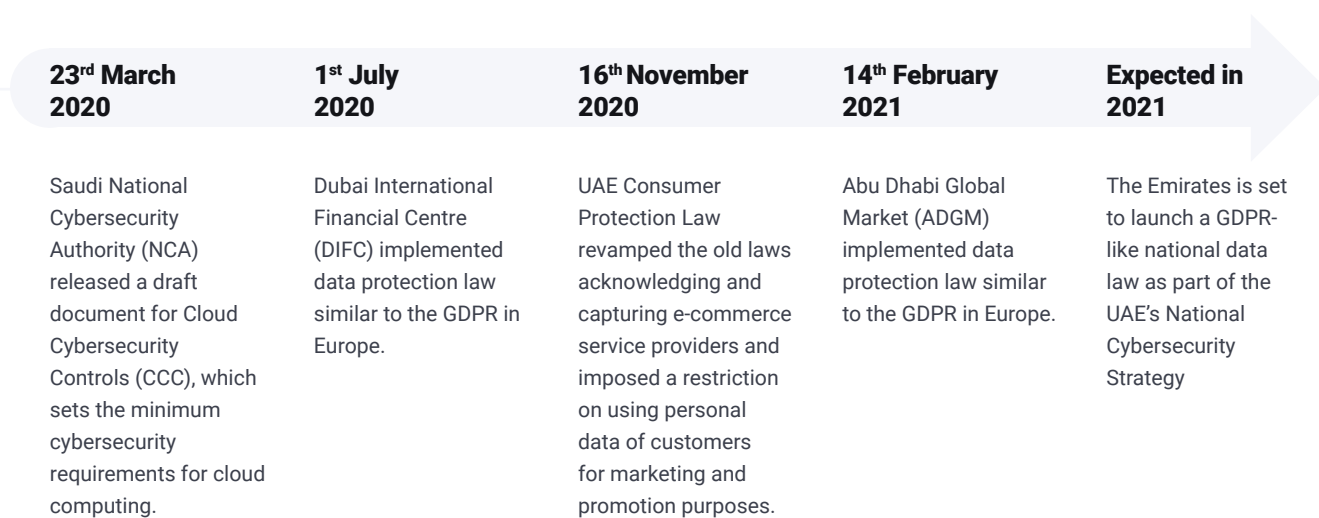 23rd March
2020
Saudi National
Cybersecurity
Authority (NCA)
released a draft
document for Cloud
Cybersecurity
Controls (CCC), which
sets the minimum
cybersecurity
requirements for cloud
computing.
1st July
2020
Dubai International
Financial Centre
(DIFC) implemented
data protection law
similar to the GDPR in
Europe.
16th November
2020
UAE Consumer
Protection Law
revamped the old laws
acknowledging and
capturing e-commerce
service providers and
imposed a restriction
on using personal
data of customers
for marketing and
promotion purposes.
14th February
2021
Abu Dhabi Global
Market (ADGM)
implemented data
protection law similar
to the GDPR in Europe.
Expected in
2021
The Emirates is set
to launch a GDPR-
like national data
law as part of the
UAE’s National
Cybersecurity
Strategy